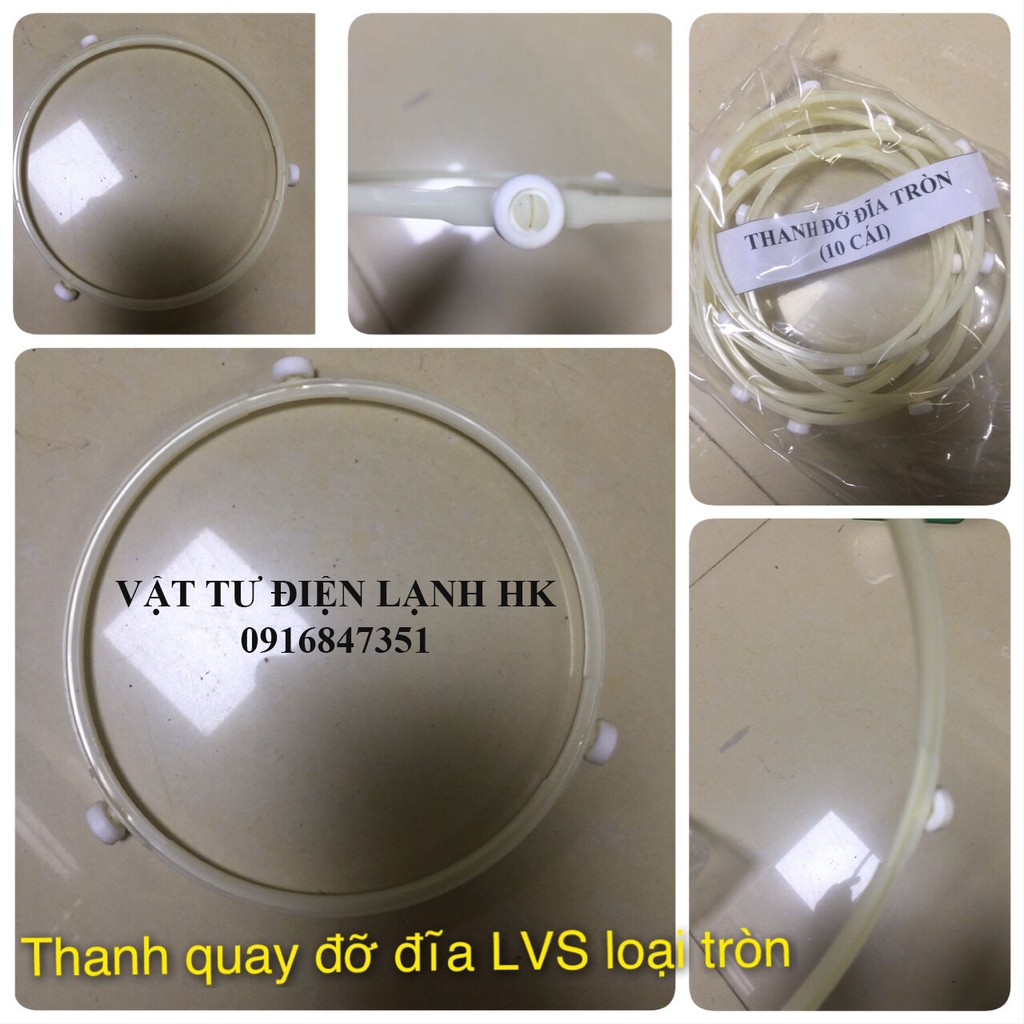 THANH ĐỠ ĐĨA TRÒN
(10 CÁI)
VẬT TƯ ĐIỆN LẠNH HK
0916847351
Thanh quay đỡ đĩa LVS loại tròn